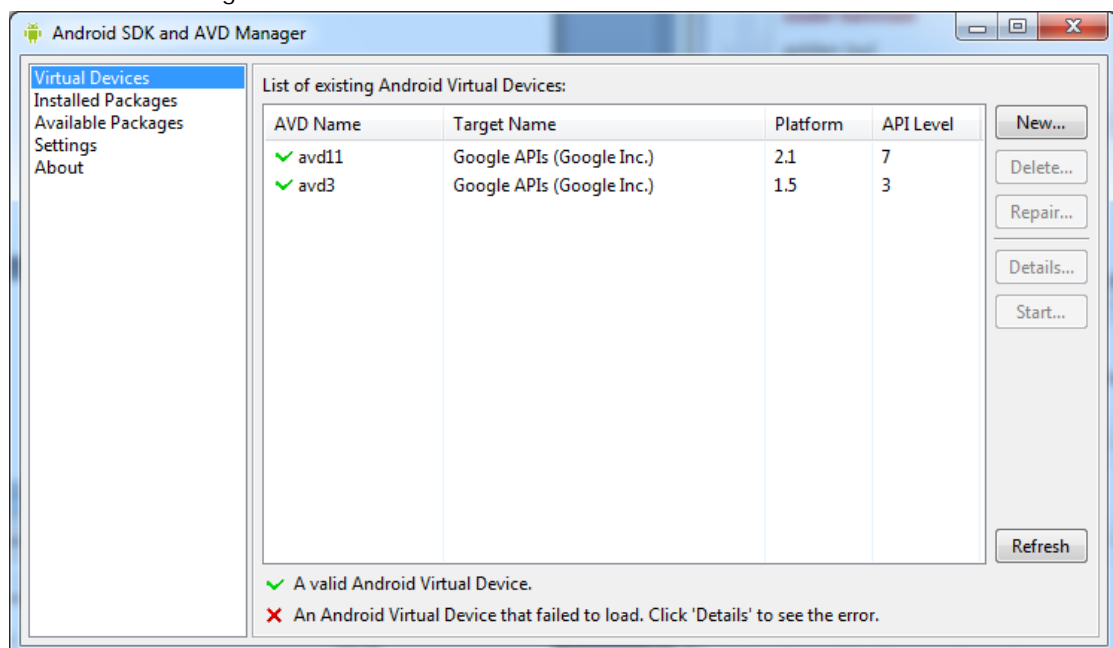 Android SDK and AVD Manager
Virtual Devices
Installed Packages
Available Packages
Settings
About
List of existing Android Virtual Devices:
AVD Name Target Name Platform API Level
avd11 Google APIs (Google Inc.) 2.1 7
avd3 Google APIs (Google Inc.) 1.5 3
New...
Delete...
Repair...
Details...
Start...
Refresh
A valid Android Virtual Device.
An Android Virtual Device that failed to load. Click 'Details' to see the error.